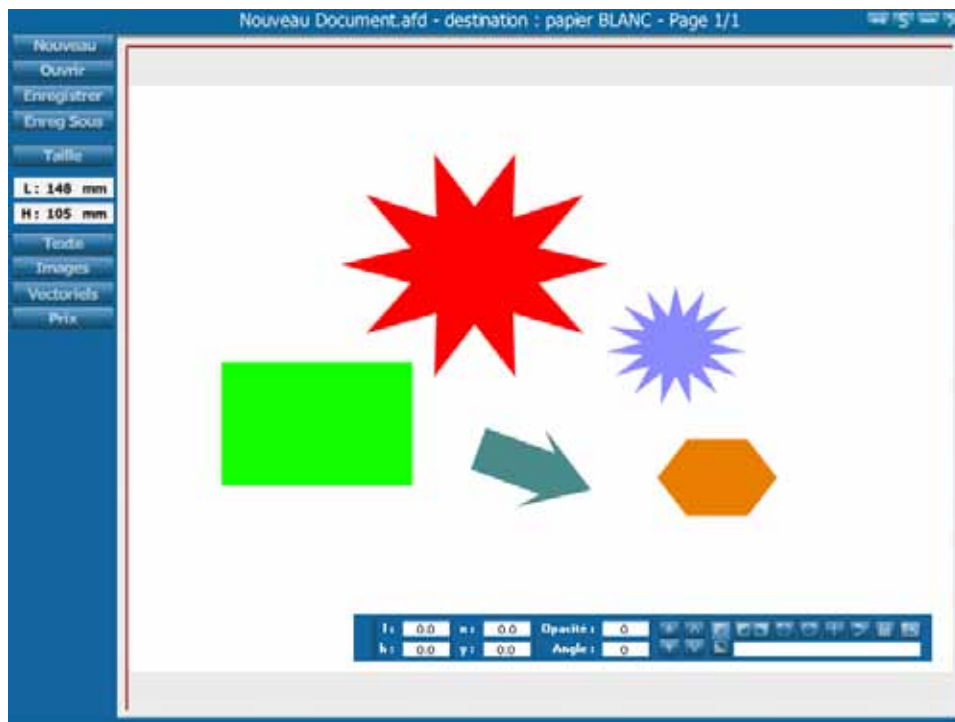 Nouveau Document.afd - destination : papier BLANC - Page 1/1
Nouveau
Ouvrir
Enregistrer
Enreg Sous
Taille
L: 148 mm
H: 105 mm
Texte
Images
Vectoriels
Prix
l : 0.0 x : 0.0 Opacité : 0
h : 0.0 y : 0.0 Angle : 0